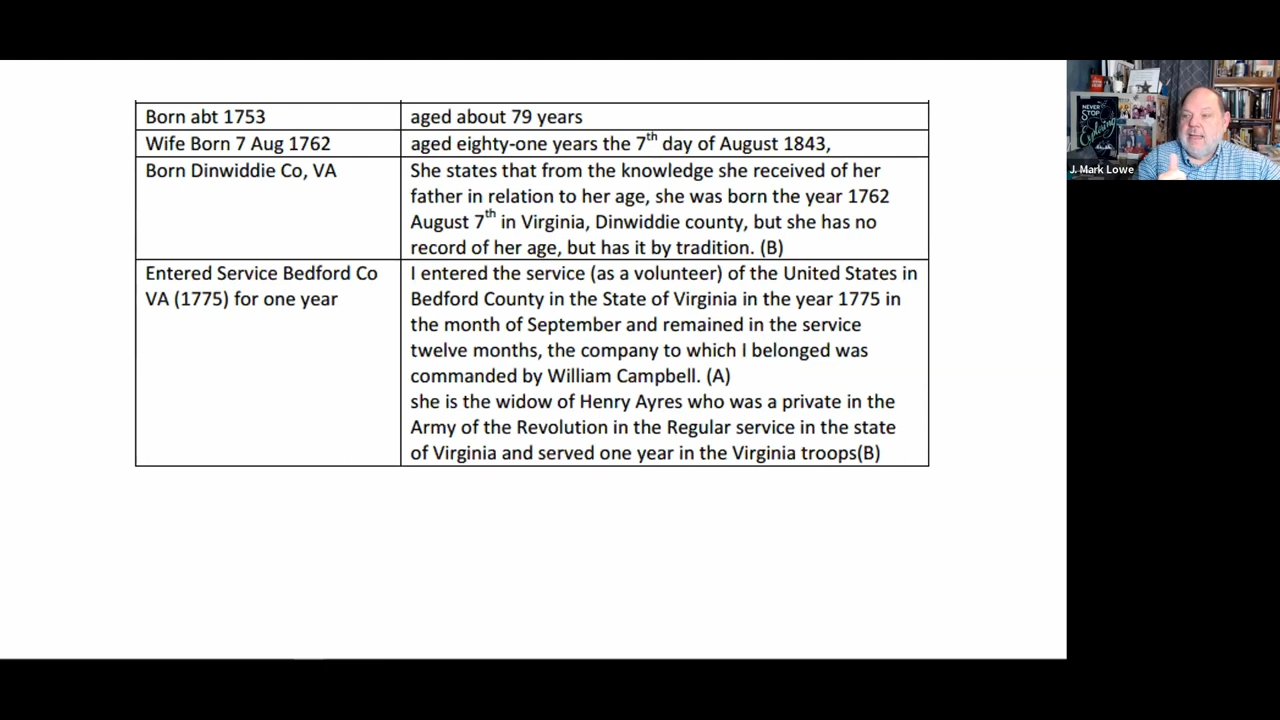 Born abt 1753
aged about 79 years
Wife Born 7 Aug 1762
aged eighty-one years the 7th day of August 1843,
Born Dinwiddie Co, VA
She states that from the knowledge she received of her
father in relation to her age, she was born the year 1762
August 7th in Virginia, Dinwiddie county, but she has no
record of her age, but has it by tradition. (B)
Entered Service Bedford Co
VA (1775) for one year
I entered the service (as a volunteer) of the United States in
Bedford County in the State of Virginia in the year 1775 in
the month of September and remained in the service
twelve months, the company to which I belonged was
commanded by William Campbell. (A)
she is the widow of Henry Ayres who was a private in the
Army of the Revolution in the Regular service in the state
of Virginia and served one year in the Virginia troops(B)
NEVER
STOP
Exploring
J. Mark Lowe